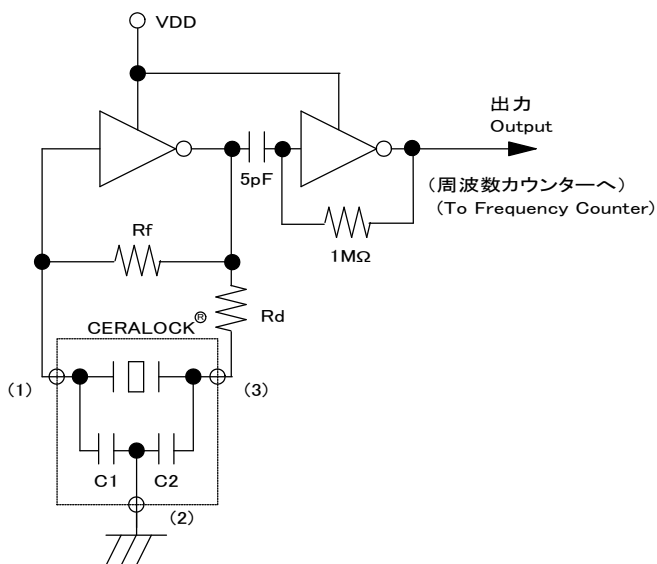 VDD
出力
Output
5pF
(周波数カウンターへ)
(To Frequency Counter)
Rf
1MΩ
Rd
CERALOCK®
(1)
(3)
C1
C2
(2)